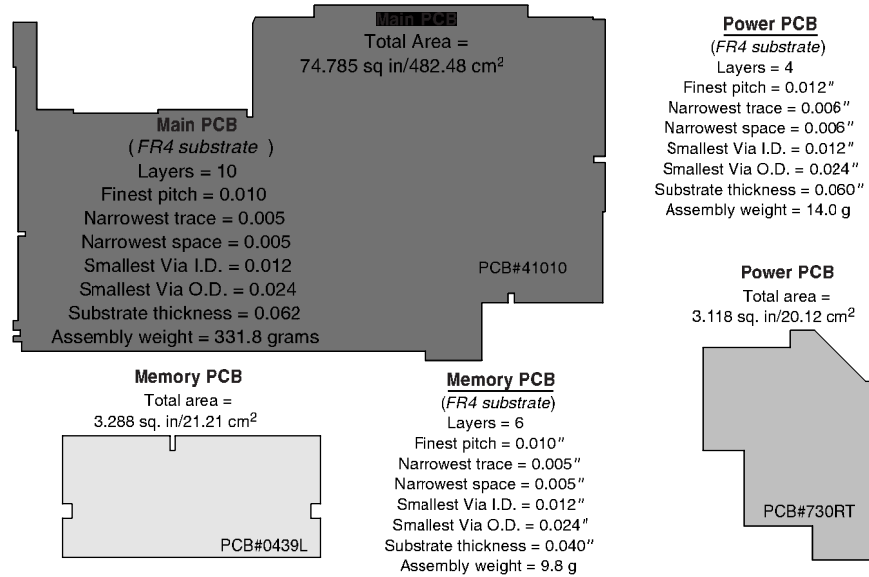 Main PCB
Total Area =
74.785 sq in/482.48 cm²
Main PCB
(FR4 substrate )
Layers = 10
Finest pitch = 0.010
Narrowest trace = 0.005
Narrowest space = 0.005
Smallest Via I.D. = 0.012
Smallest Via O.D. = 0.024
Substrate thickness = 0.062
Assembly weight = 331.8 grams
PCB#41010
Power PCB
(FR4 substrate)
Layers = 4
Finest pitch = 0.012″
Narrowest trace = 0.006″
Narrowest space = 0.006″
Smallest Via I.D. = 0.012″
Smallest Via O.D. = 0.024″
Substrate thickness = 0.060″
Assembly weight = 14.0 g
Power PCB
Total area =
3.118 sq. in/20.12 cm²
PCB#730RT
Memory PCB
Total area =
3.288 sq. in/21.21 cm²
PCB#0439L
Memory PCB
(FR4 substrate)
Layers = 6
Finest pitch = 0.010″
Narrowest trace = 0.005″
Narrowest space = 0.005″
Smallest Via I.D. = 0.012″
Smallest Via O.D. = 0.024″
Substrate thickness = 0.040″
Assembly weight = 9.8 g